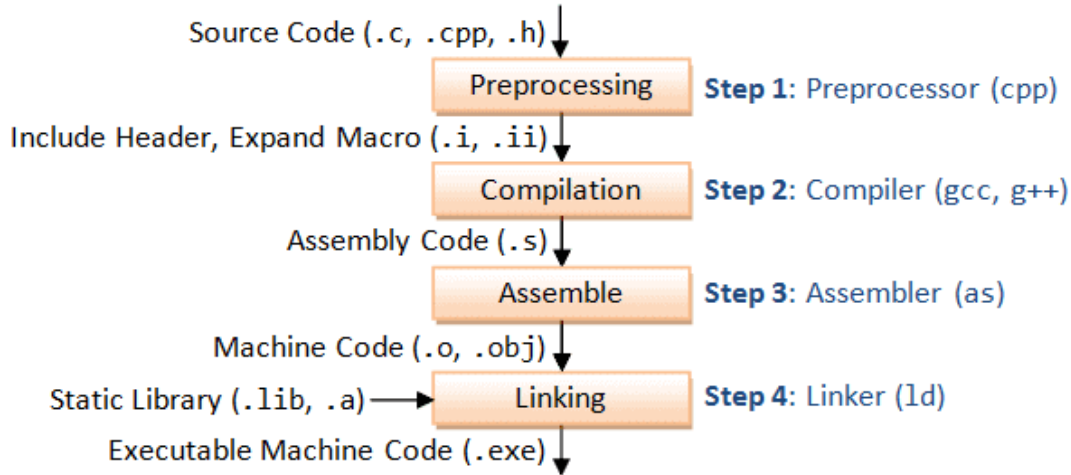 Source Code (.c, .cpp, .h)
Preprocessing
Step 1: Preprocessor (cpp)
Include Header, Expand Macro (.i, .ii)
Compilation
Step 2: Compiler (gcc, g++)
Assembly Code (.s)
Assemble
Step 3: Assembler (as)
Machine Code (.o, .obj)
Static Library (.lib, .a)
Linking
Step 4: Linker (ld)
Executable Machine Code (.exe)